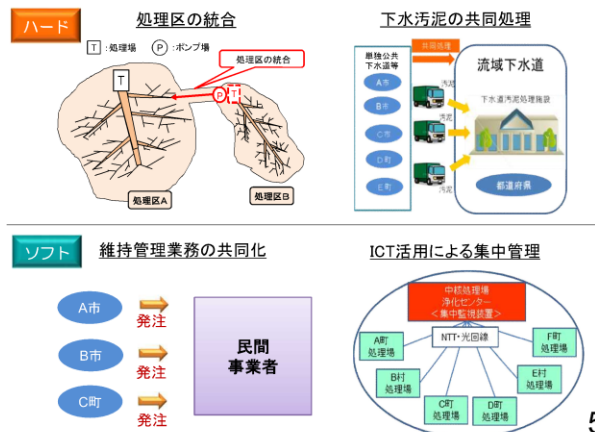 ハード
処理区の統合
T :処理場 P :ポンプ場
処理区の統合
T
P T
処理区A
処理区B
下水汚泥の共同処理
単独公共
下水道等
共同処理
流域下水道
A市
B市
C市
D町
E町
汚泥
汚泥
汚泥
下水道汚泥処理施設
都道府県
ソフト
維持管理業務の共同化
A市
発注
B市
発注
C町
発注
民間
事業者
ICT活用による集中管理
中核処理場
浄化センター
<集中監視装置>
NTT・光回線
A町
処理場
B村
処理場
C町
処理場
D町
処理場
E村
処理場
F町
処理場
5